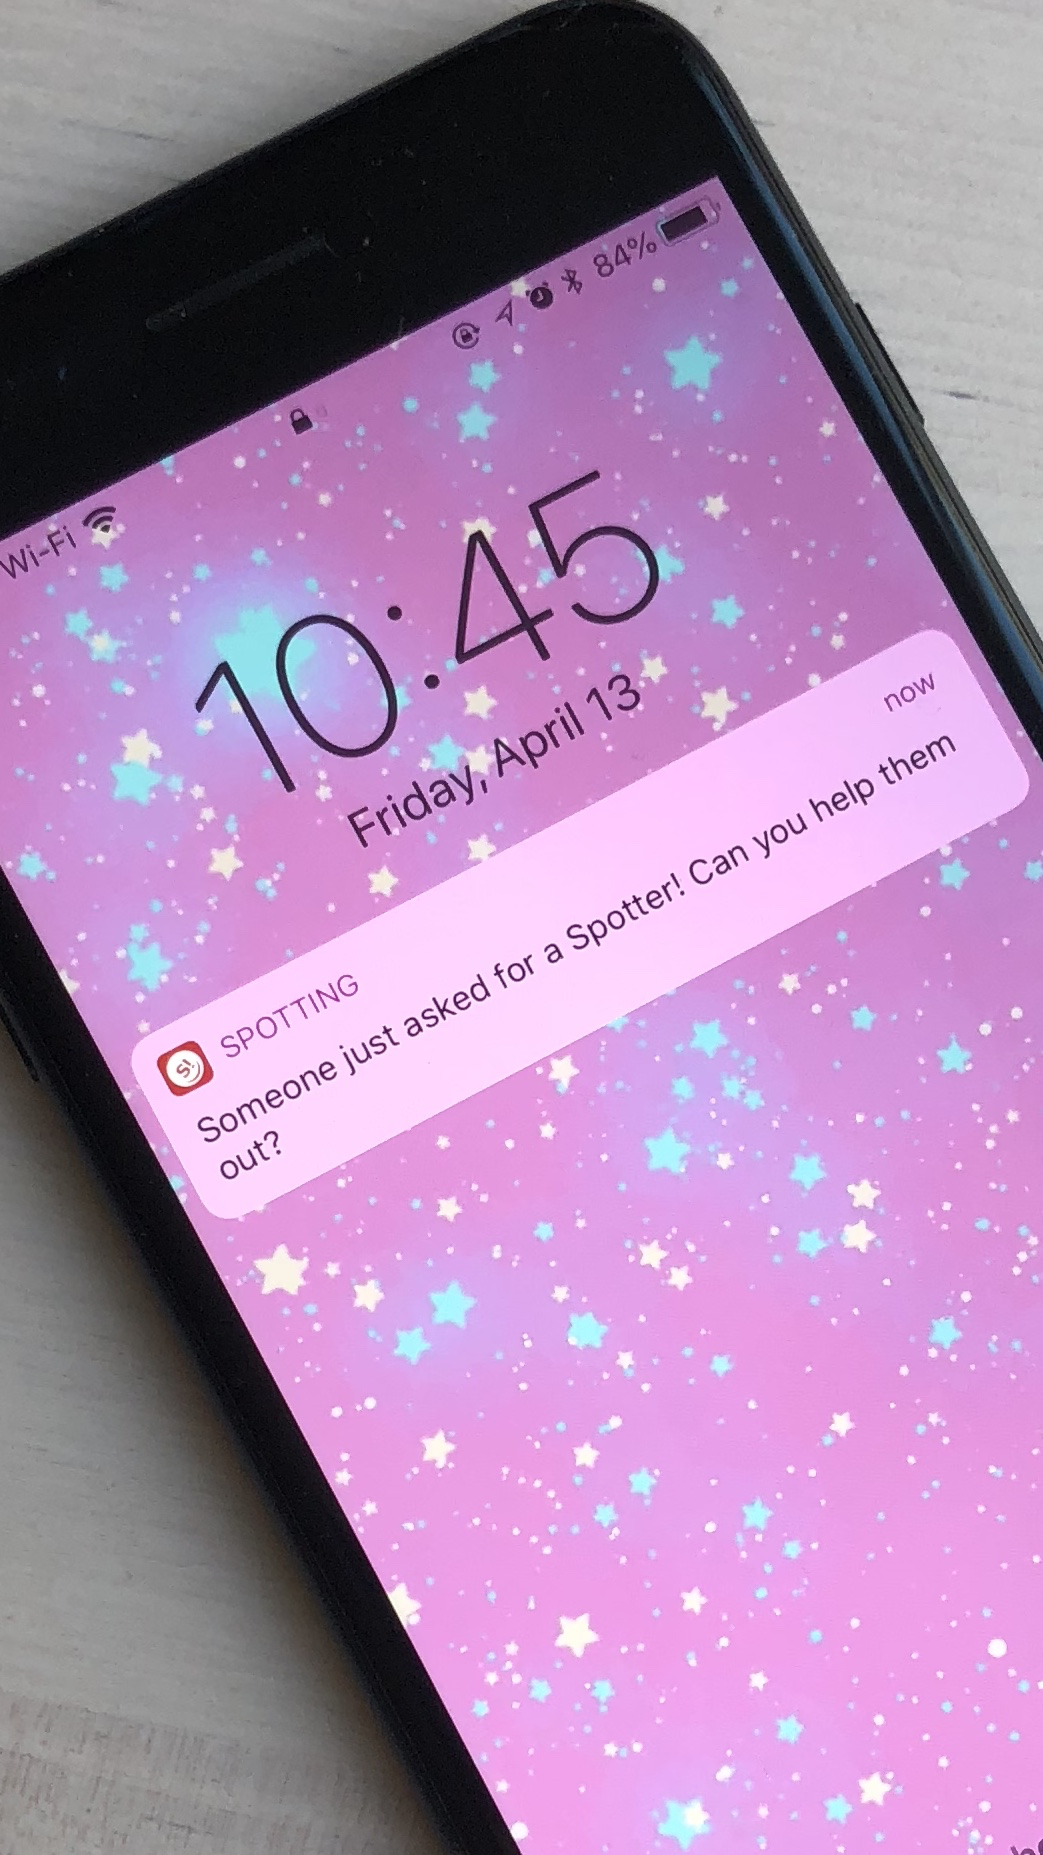 Wi-Fi 84%
10:45
Friday, April 13
S! SPOTTING now
Someone just asked for a Spotter! Can you help them
out?